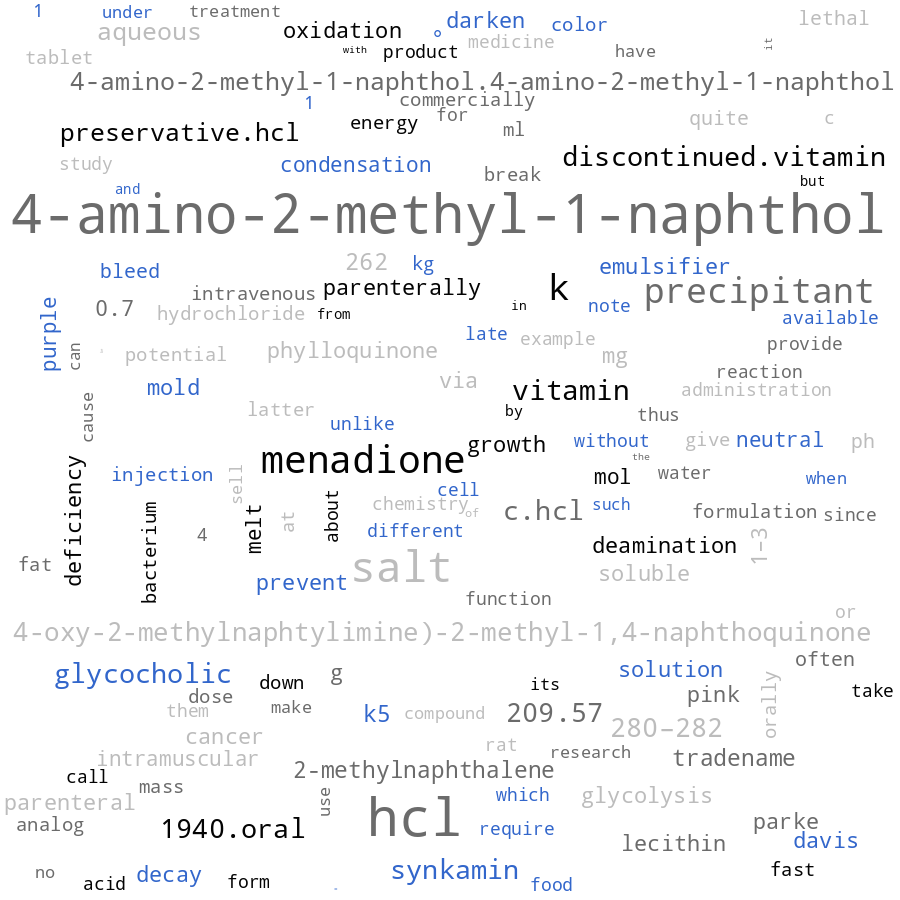 1 under treatment
aqueous oxidation ° darken color lethal
tablet with product medicine have it
4-amino-2-methyl-1-naphthol.4-amino-2-methyl-1-naphthol
1 commercially
preservative.hcl energy for ml quite c
study condensation break discontinued.vitamin
and but
4-amino-2-methyl-1-naphthol
bleed 262 kg emulsifier
purple 0.7 intravenous parenterally k precipitant
hydrochloride from in note available
can ' potential phylloquinone late example mg provide
mold via vitamin reaction administration
cause latter unlike by thus
menadione growth without give neutral ph
deficiency injection sell cell mol the water when
bacterium 4 melt at about chemistry of c.hcl such formulation since
different deamination 1–3
fat prevent salt soluble
function
4-oxy-2-methylnaphtylimine)-2-methyl-1,4-naphthoquinone or
glycocholic down g its solution often
dose make pink orally take
them k5 compound 209.57 280–282
cancer rat research
intramuscular 2-methylnaphthalene tradename
call mass use which glycolysis
parenteral
analog 1940.oral hcl require parke
lecithin davis
no acid decay form synkamin food fast